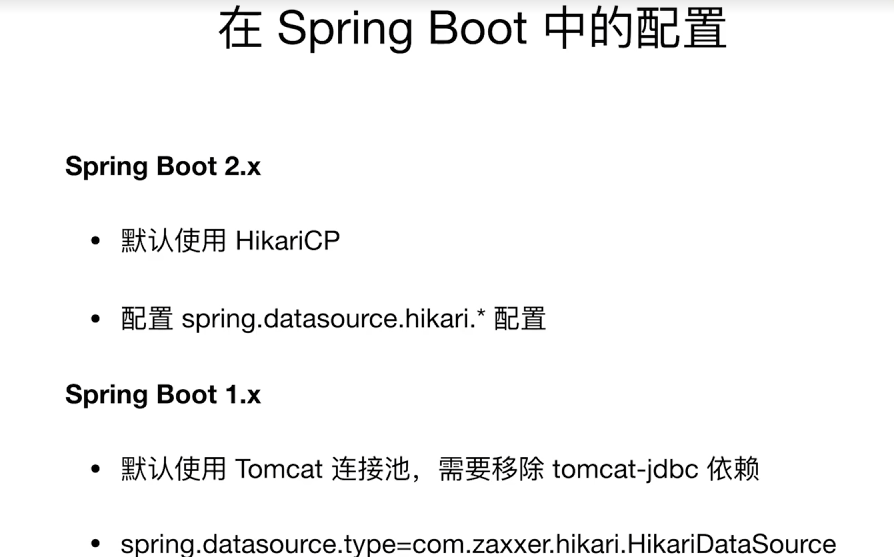 在 Spring Boot 中的配置
Spring Boot 2.x
• 默认使用 HikariCP
• 配置 spring.datasource.hikari.* 配置
Spring Boot 1.x
• 默认使用 Tomcat 连接池，需要移除 tomcat-jdbc 依赖
• spring.datasource.type=com.zaxxer.hikari.HikariDataSource